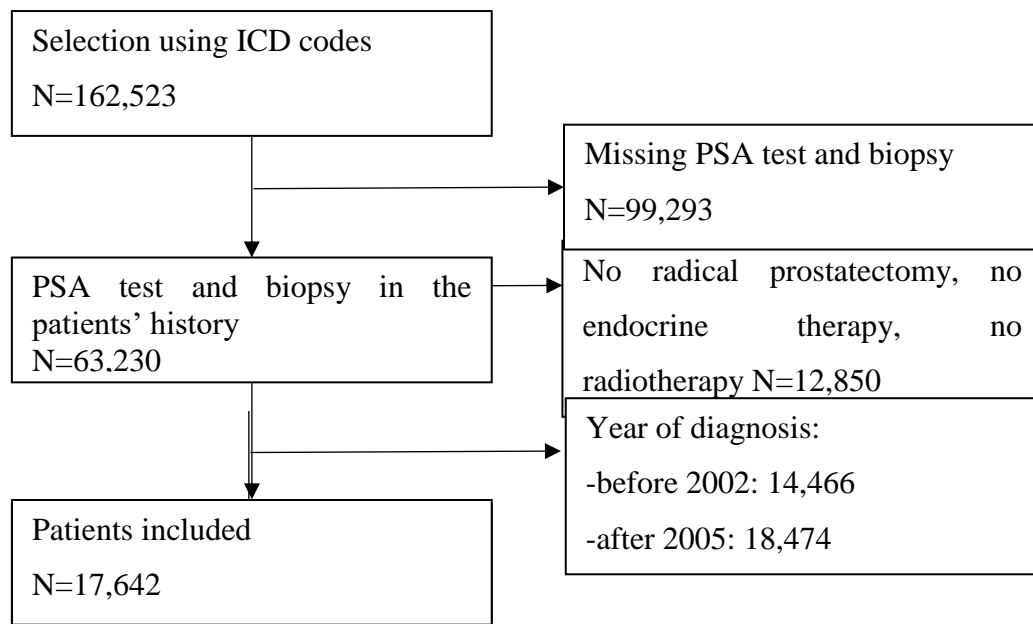 Selection using ICD codes
N=162,523
Missing PSA test and biopsy
N=99,293
PSA test and biopsy in the
patients’ history
N=63,230
No radical prostatectomy, no
endocrine therapy, no
radiotherapy N=12,850
Year of diagnosis:
-before 2002: 14,466
-after 2005: 18,474
Patients included
N=17,642